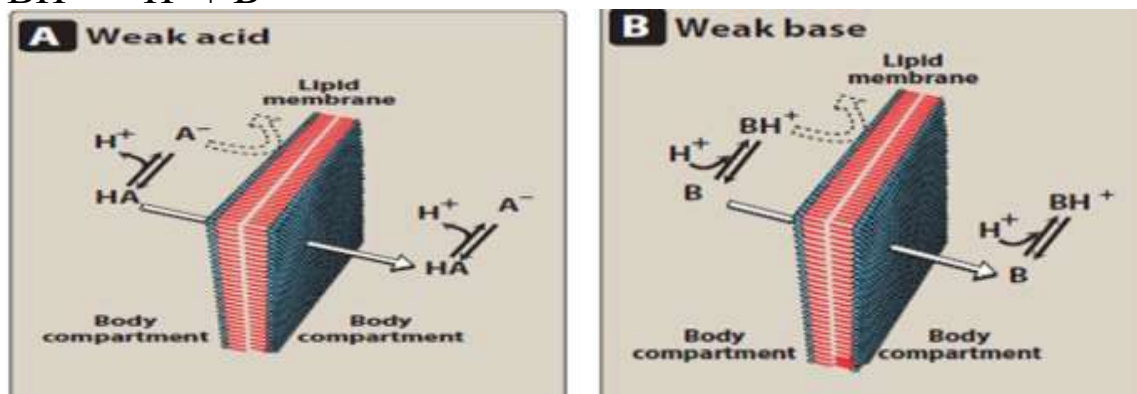 A Weak acid
Lipid
membrane
H⁺
A⁻
HA
H⁺
A⁻
HA
Body
compartment
Body
compartment
B Weak base
Lipid
membrane
BH⁺
H⁺
B
BH⁺
H⁺
B
Body
compartment
Body
compartment